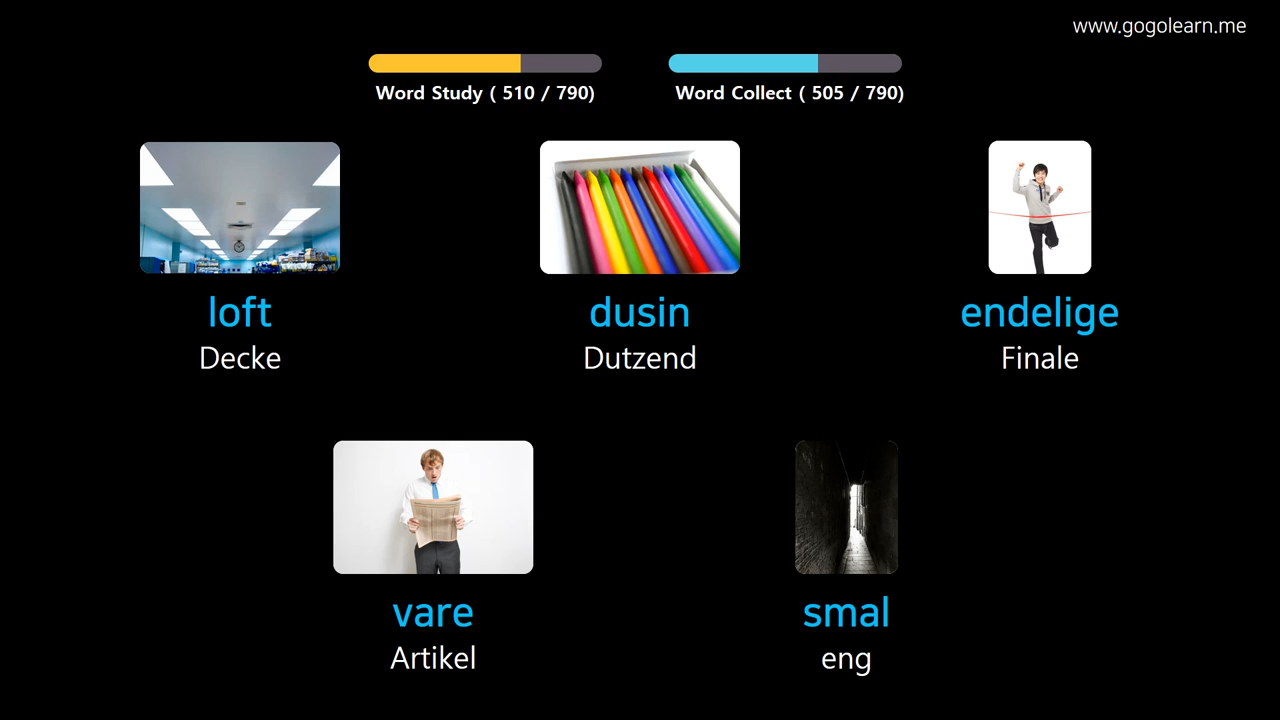 www.gogolearn.me
Word Study ( 510 / 790)
Word Collect ( 505 / 790)
loft
Decke
dusin
Dutzend
endelige
Finale
vare
Artikel
smal
eng